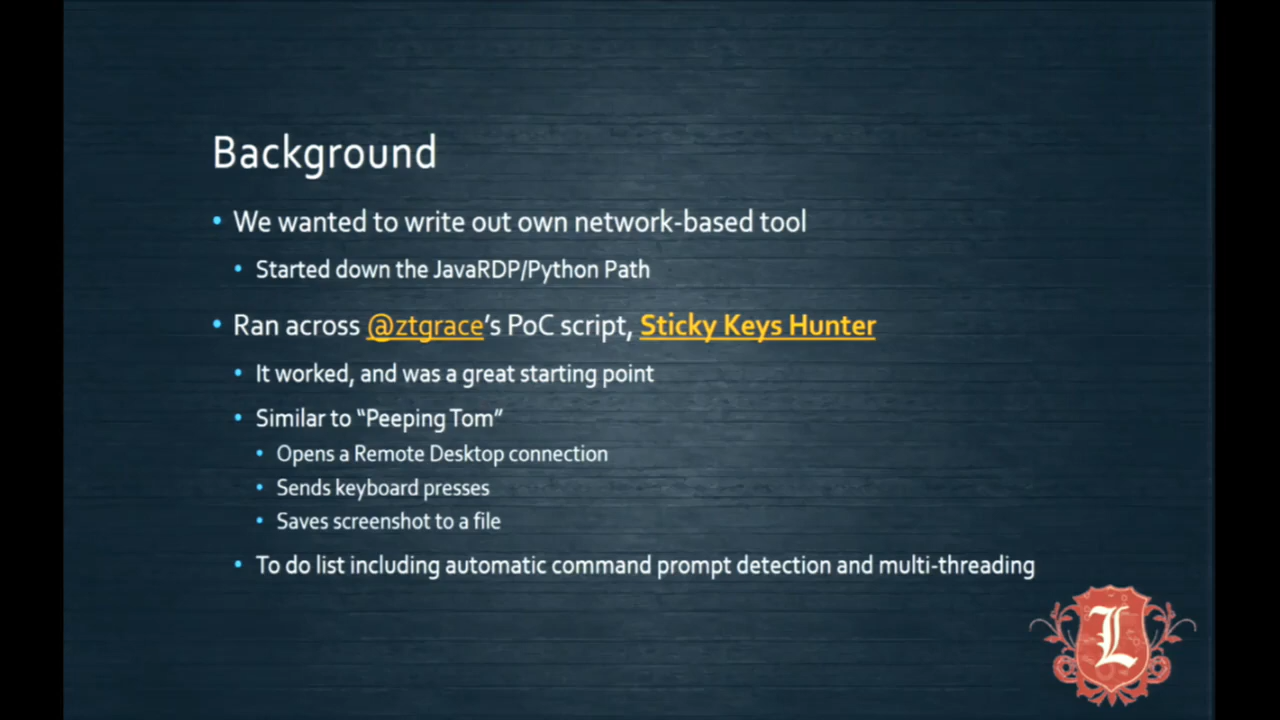 Background
• We wanted to write out own network-based tool
• Started down the JavaRDP/Python Path
• Ran across @ztgrace's PoC script, Sticky Keys Hunter
• It worked, and was a great starting point
• Similar to “Peeping Tom”
• Opens a Remote Desktop connection
• Sends keyboard presses
• Saves screenshot to a file
• To do list including automatic command prompt detection and multi-threading
L